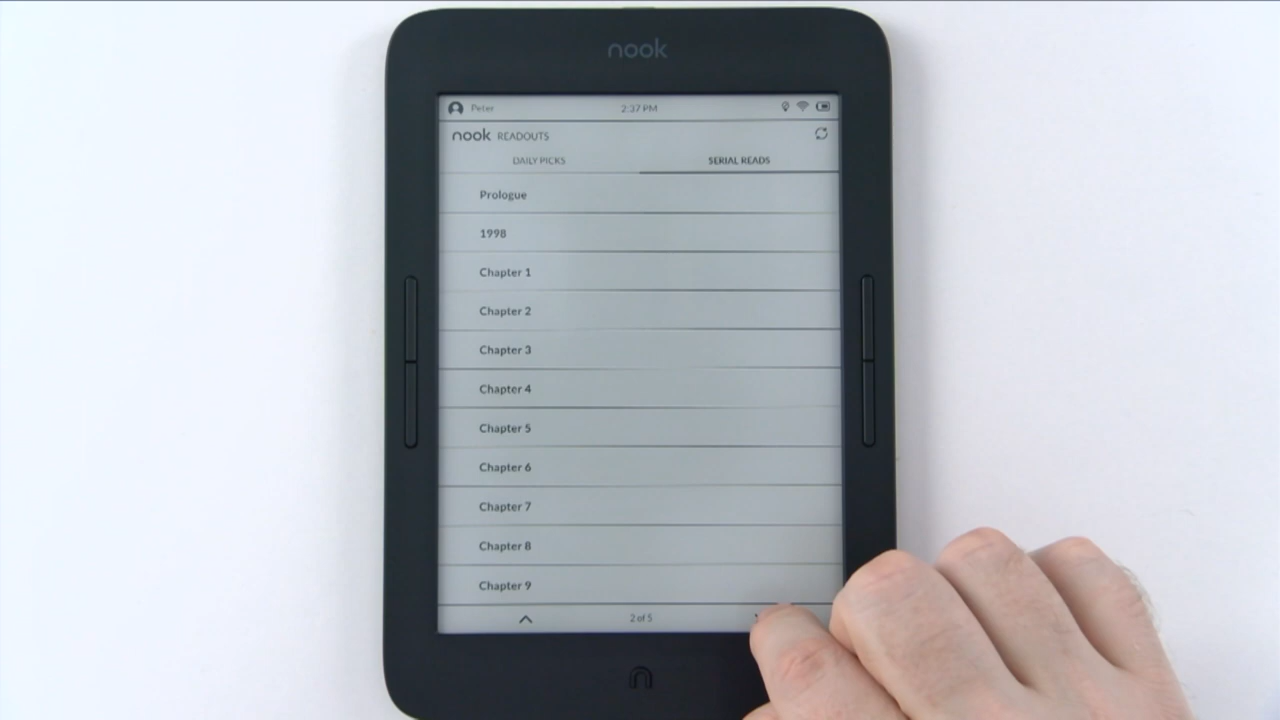 nook
Peter 2:37 PM
nook READOUTS
DAILY PICKS SERIAL READS
Prologue
1998
Chapter 1
Chapter 2
Chapter 3
Chapter 4
Chapter 5
Chapter 6
Chapter 7
Chapter 8
Chapter 9
2 of 5
n